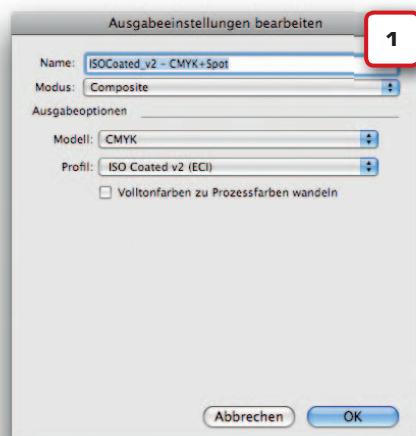 Ausgabeeinstellungen bearbeiten
1
Name: ISOCoated_v2 - CMYK+Spot
Modus: Composite
Ausgabeoptionen
Modell: CMYK
Profil: ISO Coated v2 (ECI)
Volltonfarben zu Prozessfarben wandeln
Abbrechen OK